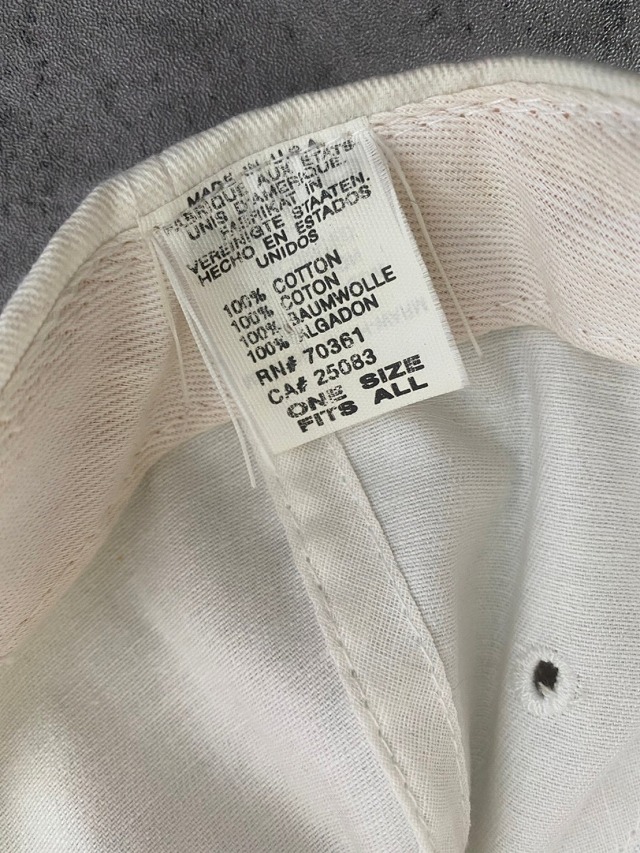 MADE IN U.S.A.
FABRIQUE AUX ETATS
UNIS D'AMERIQUE.
FABRIKAT IN
VEREINIGTE STAATEN.
HECHO EN ESTADOS
UNIDOS
100% COTTON
100% COTON
100% BAUMWOLLE
100% ALGADON
RN# 70361
CA# 25083
ONE SIZE
FITS ALL